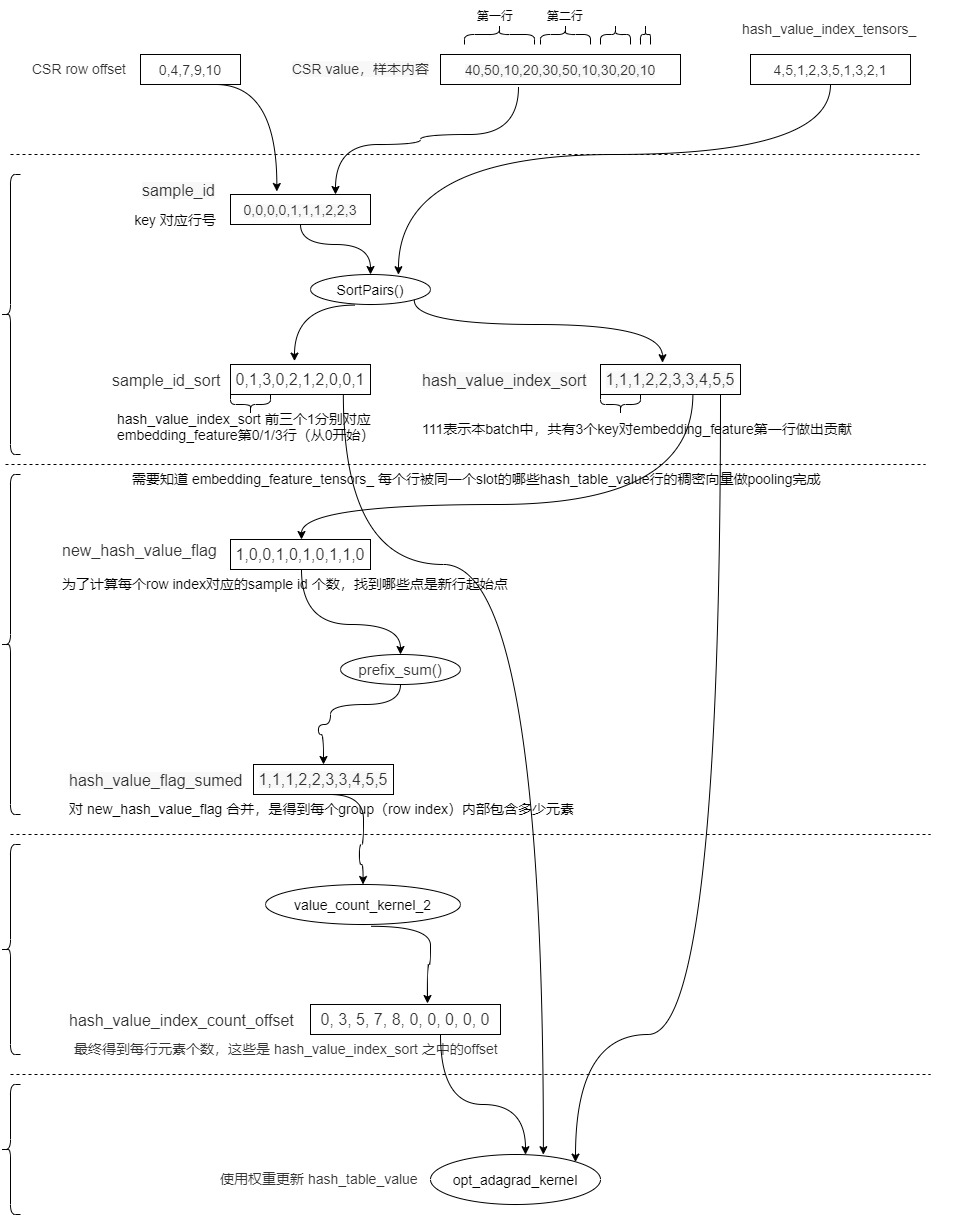 第一行
第二行
hash_value_index_tensors_
CSR row offset
0,4,7,9,10
CSR value，样本内容
40,50,10,20,30,50,10,30,20,10
4,5,1,2,3,5,1,3,2,1
sample_id
key 对应行号
0,0,0,0,1,1,1,2,2,3
SortPairs()
sample_id_sort
0,1,3,0,2,1,2,0,0,1
hash_value_index_sort
1,1,1,2,2,3,3,4,5,5
hash_value_index_sort 前三个1分别对应
embedding_feature第0/1/3行（从0开始）
111表示本batch中，共有3个key对embedding_feature第一行做出贡献
需要知道 embedding_feature_tensors_ 每个行被同一个slot的哪些hash_table_value行的稠密向量做pooling完成
new_hash_value_flag
1,0,0,1,0,1,0,1,1,0
为了计算每个row index对应的sample id 个数，找到哪些点是新行起始点
prefix_sum()
hash_value_flag_sumed
1,1,1,2,2,3,3,4,5,5
对 new_hash_value_flag 合并，是得到每个group（row index）内部包含多少元素
value_count_kernel_2
hash_value_index_count_offset
0, 3, 5, 7, 8, 0, 0, 0, 0, 0
最终得到每行元素个数，这些是 hash_value_index_sort 之中的offset
使用权重更新 hash_table_value
opt_adagrad_kernel